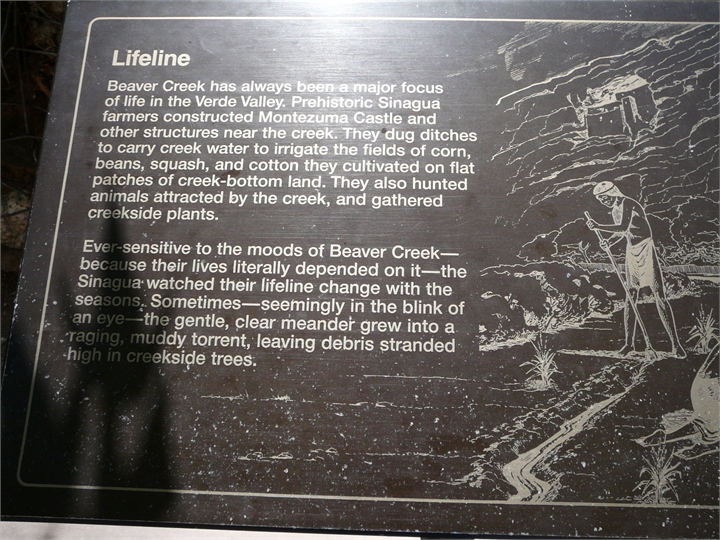 Lifeline
Beaver Creek has always been a major focus
of life in the Verde Valley. Prehistoric Sinagua
farmers constructed Montezuma Castle and
other structures near the creek. They dug ditches
to carry creek water to irrigate the fields of corn,
beans, squash, and cotton they cultivated on flat
patches of creek-bottom land. They also hunted
animals attracted by the creek, and gathered
creekside plants.
Ever-sensitive to the moods of Beaver Creek—
because their lives literally depended on it—the
Sinagua watched their lifeline change with the
seasons. Sometimes—seemingly in the blink of
an eye—the gentle, clear meander grew into a
raging, muddy torrent, leaving debris stranded
high in creekside trees.